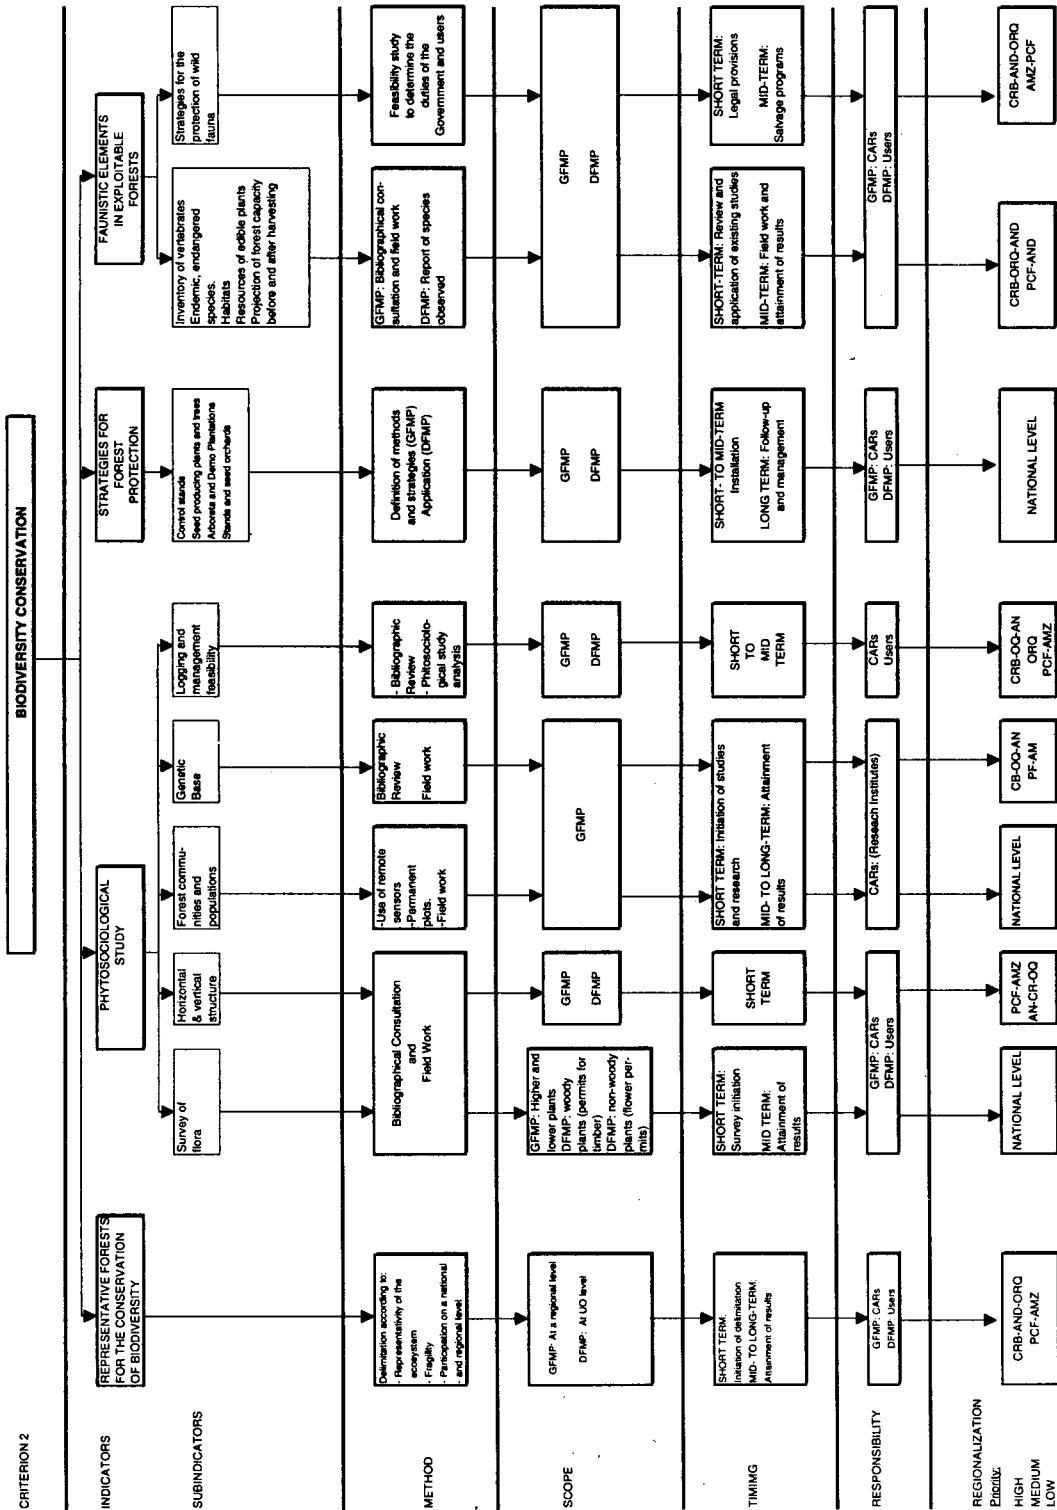 CRITERION 2
BIODIVERSITY CONSERVATION
INDICATORS
REPRESENTATIVE FORESTS
FOR THE CONSERVATION
OF BIODIVERSITY
PHYTOSOCIOLOGICAL
STUDY
STRATEGIES FOR
FOREST
PROTECTION
FAUNISTIC ELEMENTS
IN EXPLOITABLE
FORESTS
SUBINDICATORS
Survey of
flora
Horizontal
& vertical
structure
Forest commu-
nities and
populations
Genetic
Base
Logging and
management
feasibility
Control stands
Seed producing plants and trees
Arboreta and Demo Plantations
Stands and seed orchards
Inventory of vertebrates
Endemic, endangered
species.
Habitats
Resources of edible plants
Projection of forest capacity
before and after harvesting
Strategies for the
protection of wild
fauna
METHOD
Delimitation according to:
- Representativity of the
ecosystem
- Fragility
- Participation on a national
- and regional level
Bibliographical Consultation
and
Field Work
-Use of remote
sensors
-Permanent
plots.
-Field work
Bibliographic
Review
Field work
- Bibliographic
Review
- Phitosociolo-
gical study
analysis
Definition of methods
and strategies (GFMP)
Application (DFMP)
GFMP: Bibliographical con-
sultation and field work
DFMP: Report of species
observed
Feasibility study
to determine the
duties of the
Government and users
SCOPE
GFMP: At a regional level
DFMP: At UO level
GFMP: Higher and
lower plants
DFMP: woody
plants (permits for
timber)
DFMP: non-woody
plants (flower per-
mits)
GFMP
DFMP
GFMP
GFMP
DFMP
GFMP
DFMP
GFMP
DFMP
TIMIMG
SHORT TERM:
Initiation of delimitation
MID- TO LONG-TERM:
Attainment of results
SHORT TERM:
Survey initiation
MID TERM:
Attainment of
results
SHORT
TERM
SHORT TERM: Initiation of studies
and research
MID- TO LONG-TERM: Attainment
of results
SHORT
TO
MID
TERM
SHORT- TO MID-TERM
Installation
LONG TERM: Follow-up
and management
SHORT-TERM: Review and
application of existing studies
MID-TERM: Field work and
attainment of results
SHORT TERM:
Legal provisions
MID-TERM:
Salvage programs
RESPONSIBILITY
GFMP: CARs
DFMP: Users
GFMP: CARs
DFMP: Users
CARs: (Reseach Institutes)
CARs
Users
GFMP: CARs
DFMP: Users
GFMP: CARs
DFMP: Users
REGIONALIZATION
Priority:
HIGH
MEDIUM
LOW
CRB-AND-ORQ
PCF-AMZ
NATIONAL LEVEL
PCF-AMZ
AN-CR-OQ
NATIONAL LEVEL
CB-OQ-AN
PF-AM
CRB-OQ-AN
ORQ
PCF-AMZ
NATIONAL LEVEL
CRB-ORQ-AND
PCF-AND
CRB-AND-ORQ
AMZ-PCF